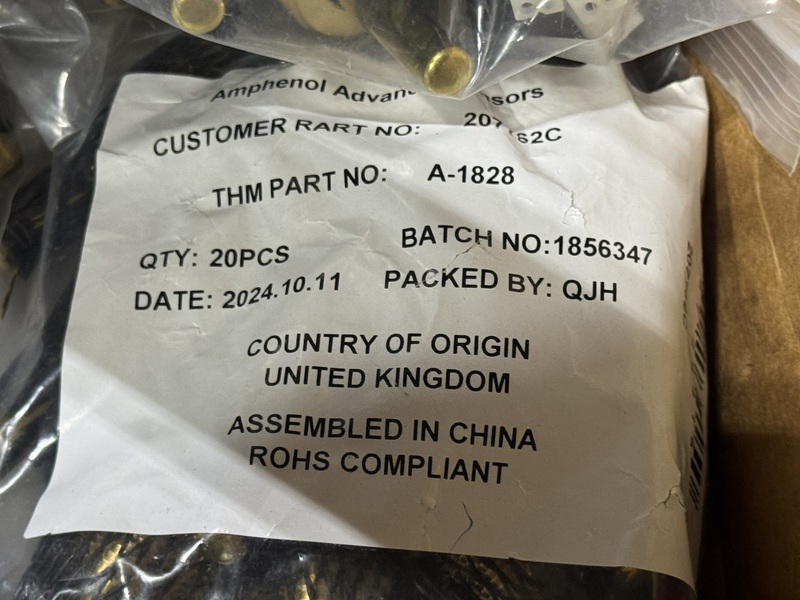 Amphenol
CUSTOMER RART NO:
THM PART NO: A-1828
BATCH NO:1856347
QTY: 20PCS
DATE: 2024.10.11 PACKED BY: QJH
COUNTRY OF ORIGIN
UNITED KINGDOM
ASSEMBLED IN CHINA
ROHS COMPLIANT